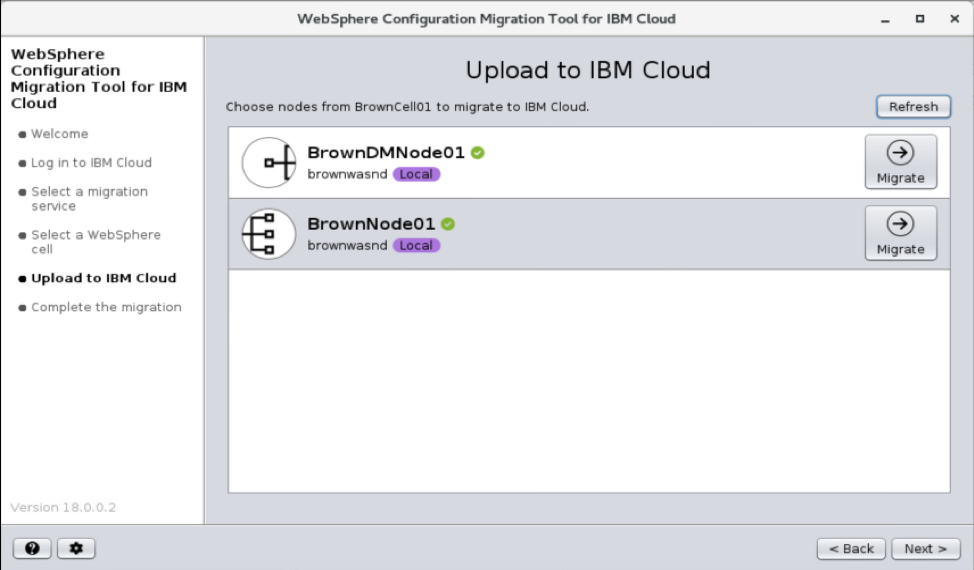 WebSphere Configuration Migration Tool for IBM Cloud
WebSphere
Configuration
Migration Tool for IBM
Cloud
Welcome
Log in to IBM Cloud
Select a migration
service
Select a WebSphere
cell
Upload to IBM Cloud
Complete the migration
Version 18.0.0.2
Upload to IBM Cloud
Choose nodes from BrownCell01 to migrate to IBM Cloud.
Refresh
BrownDMNode01
brownwasnd Local
Migrate
BrownNode01
brownwasnd Local
Migrate
< Back
Next >